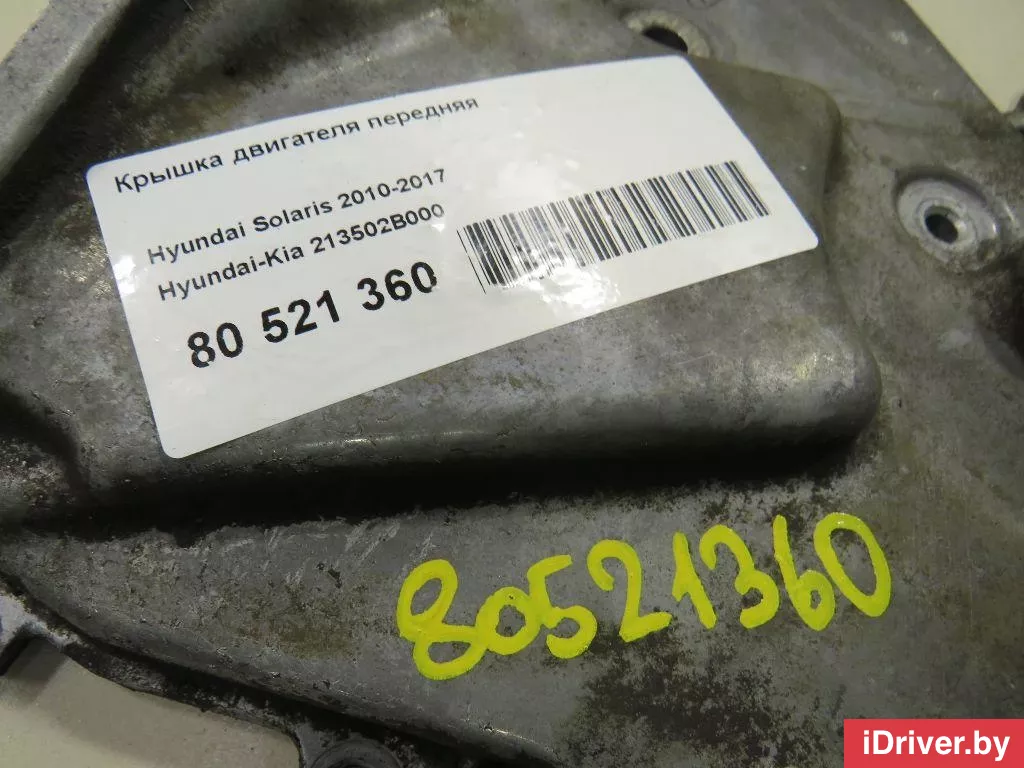 Крышка двигателя передняя
Hyundai Solaris 2010-2017
Hyundai-Kia 213502B000
80 521 360
80521360
iDriver.by